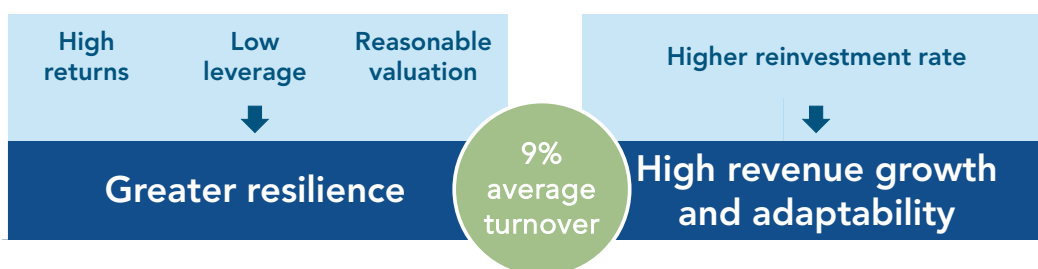 High
returns
Low
leverage
Reasonable
valuation
Greater resilience
9%
average
turnover
Higher reinvestment rate
High revenue growth
and adaptability